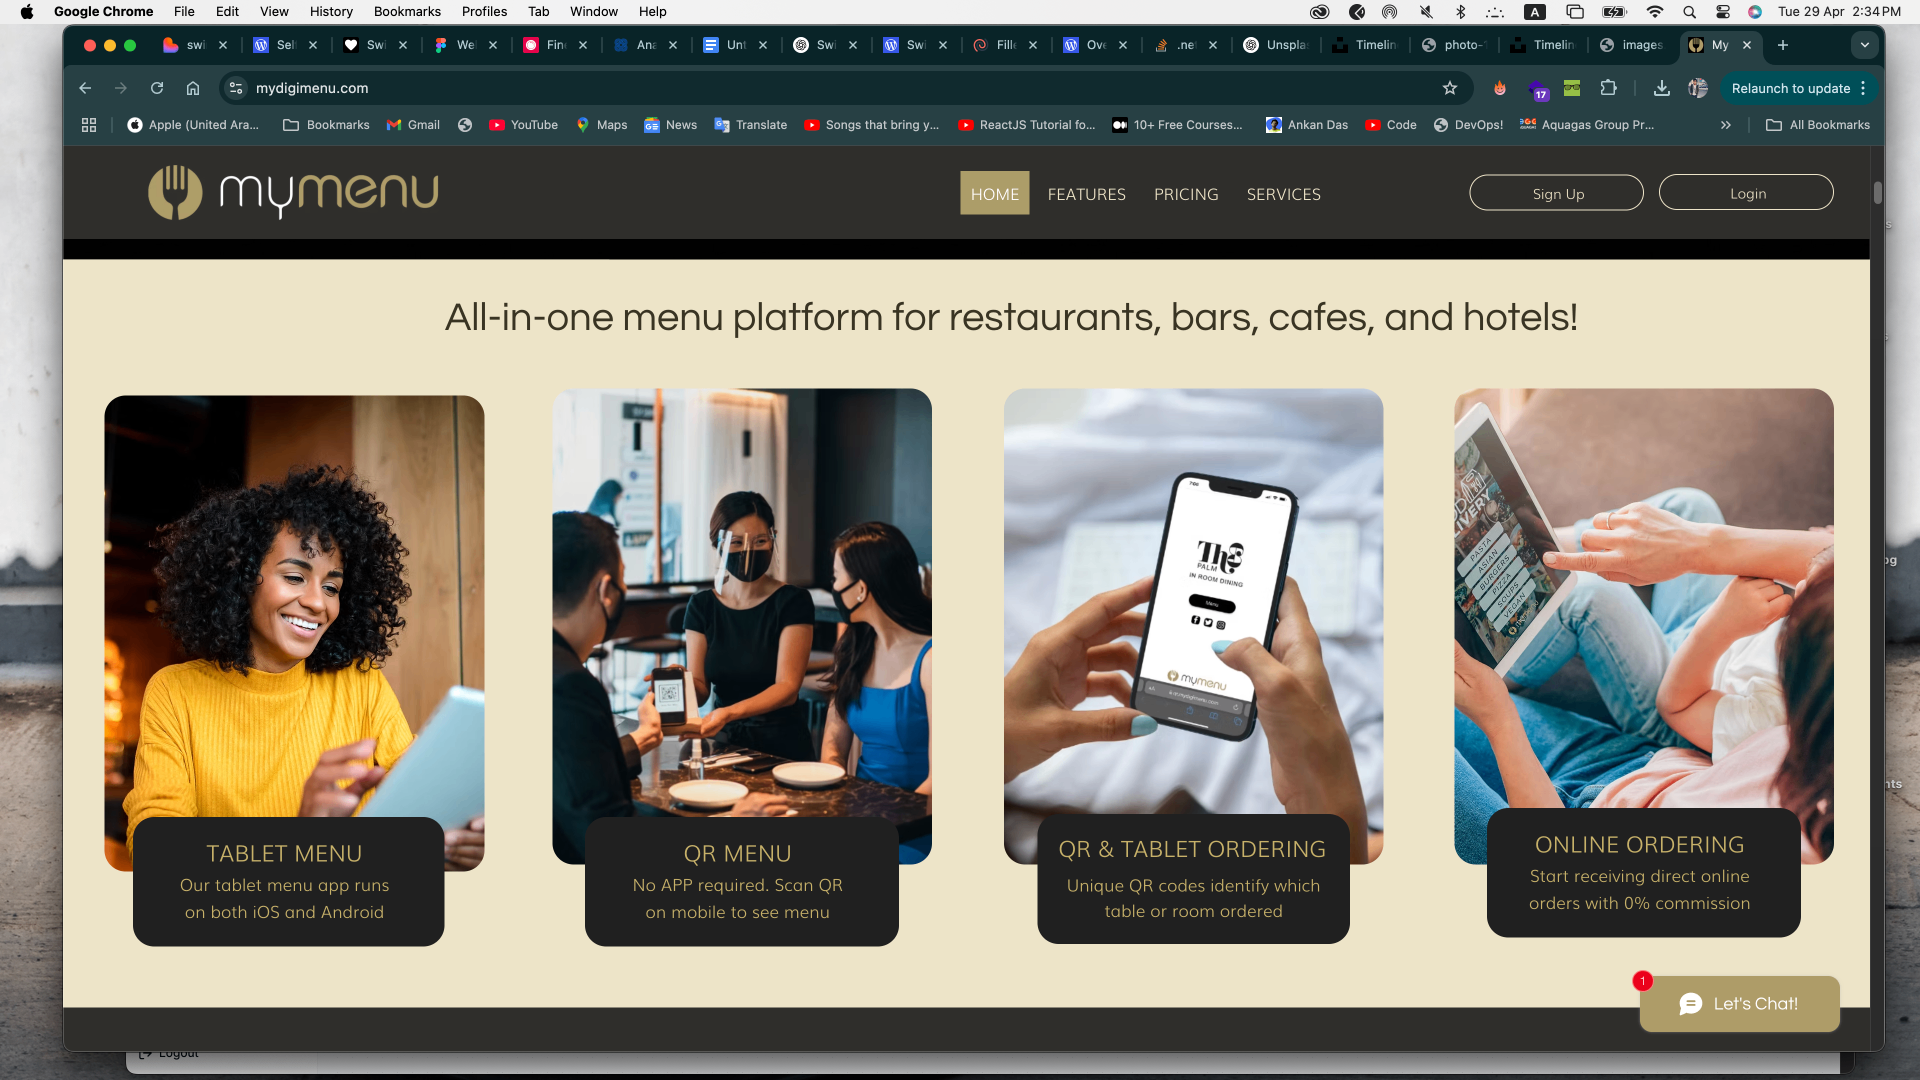 Google Chrome File Edit View History Bookmarks Profiles Tab Window Help
A Tue 29 Apr 2:34 PM
swi Sel Swi We Fin Ana Unt Swi Swi Fill Ove .ne Unspla Timelin photo-1 Timelin images My
mydigimenu.com
17
Relaunch to update
Apple (United Ara... Bookmarks Gmail YouTube Maps News Translate Songs that bring y... ReactJS Tutorial fo... 10+ Free Courses... Ankan Das Code DevOps! Aquagas Group Pr... All Bookmarks
mymenu
HOME FEATURES PRICING SERVICES
Sign Up Login
All-in-one menu platform for restaurants, bars, cafes, and hotels!
The
PALM
IN ROOM DINING
Menu
mymenu
PASTA
ASIAN
BURGERS
PIZZA
SOUPS
VEGAN
TABLET MENU
Our tablet menu app runs
on both iOS and Android
QR MENU
No APP required. Scan QR
on mobile to see menu
QR & TABLET ORDERING
Unique QR codes identify which
table or room ordered
ONLINE ORDERING
Start receiving direct online
orders with 0% commission
1
Let's Chat!
Logout